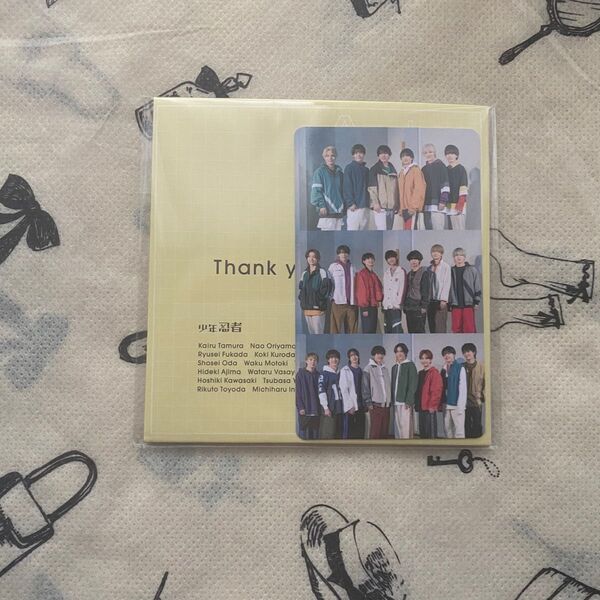 Thank y
少年忍者
Kairu Tamura Nao Oriyama
Ryusei Fukada Koki Kuroda
Shosei Oda Waku Motoki
Hideki Ajima Wataru Vasay
Hoshiki Kawasaki Tsubasa
Rikuto Toyoda Michiharu In